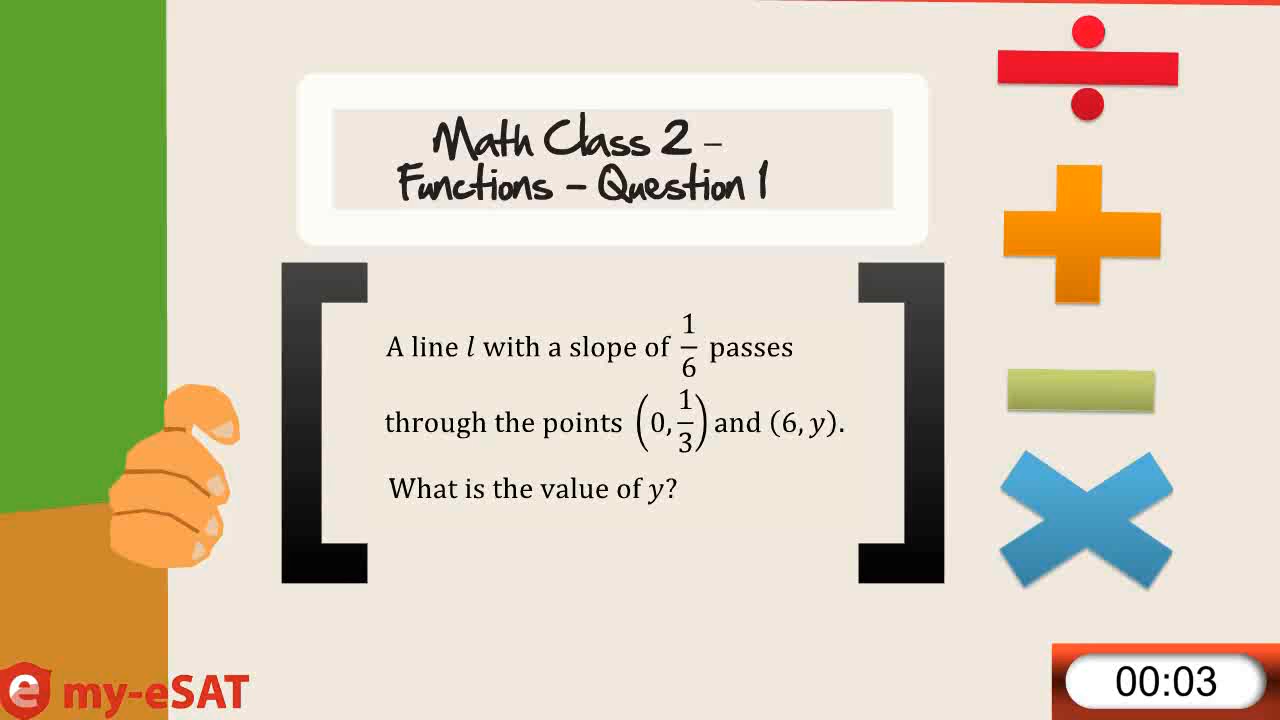 Math Class 2 –
Functions – Question 1
A line l with a slope of 1/6 passes
through the points (0, 1/3) and (6, y).
What is the value of y?
e my-eSAT
00:03